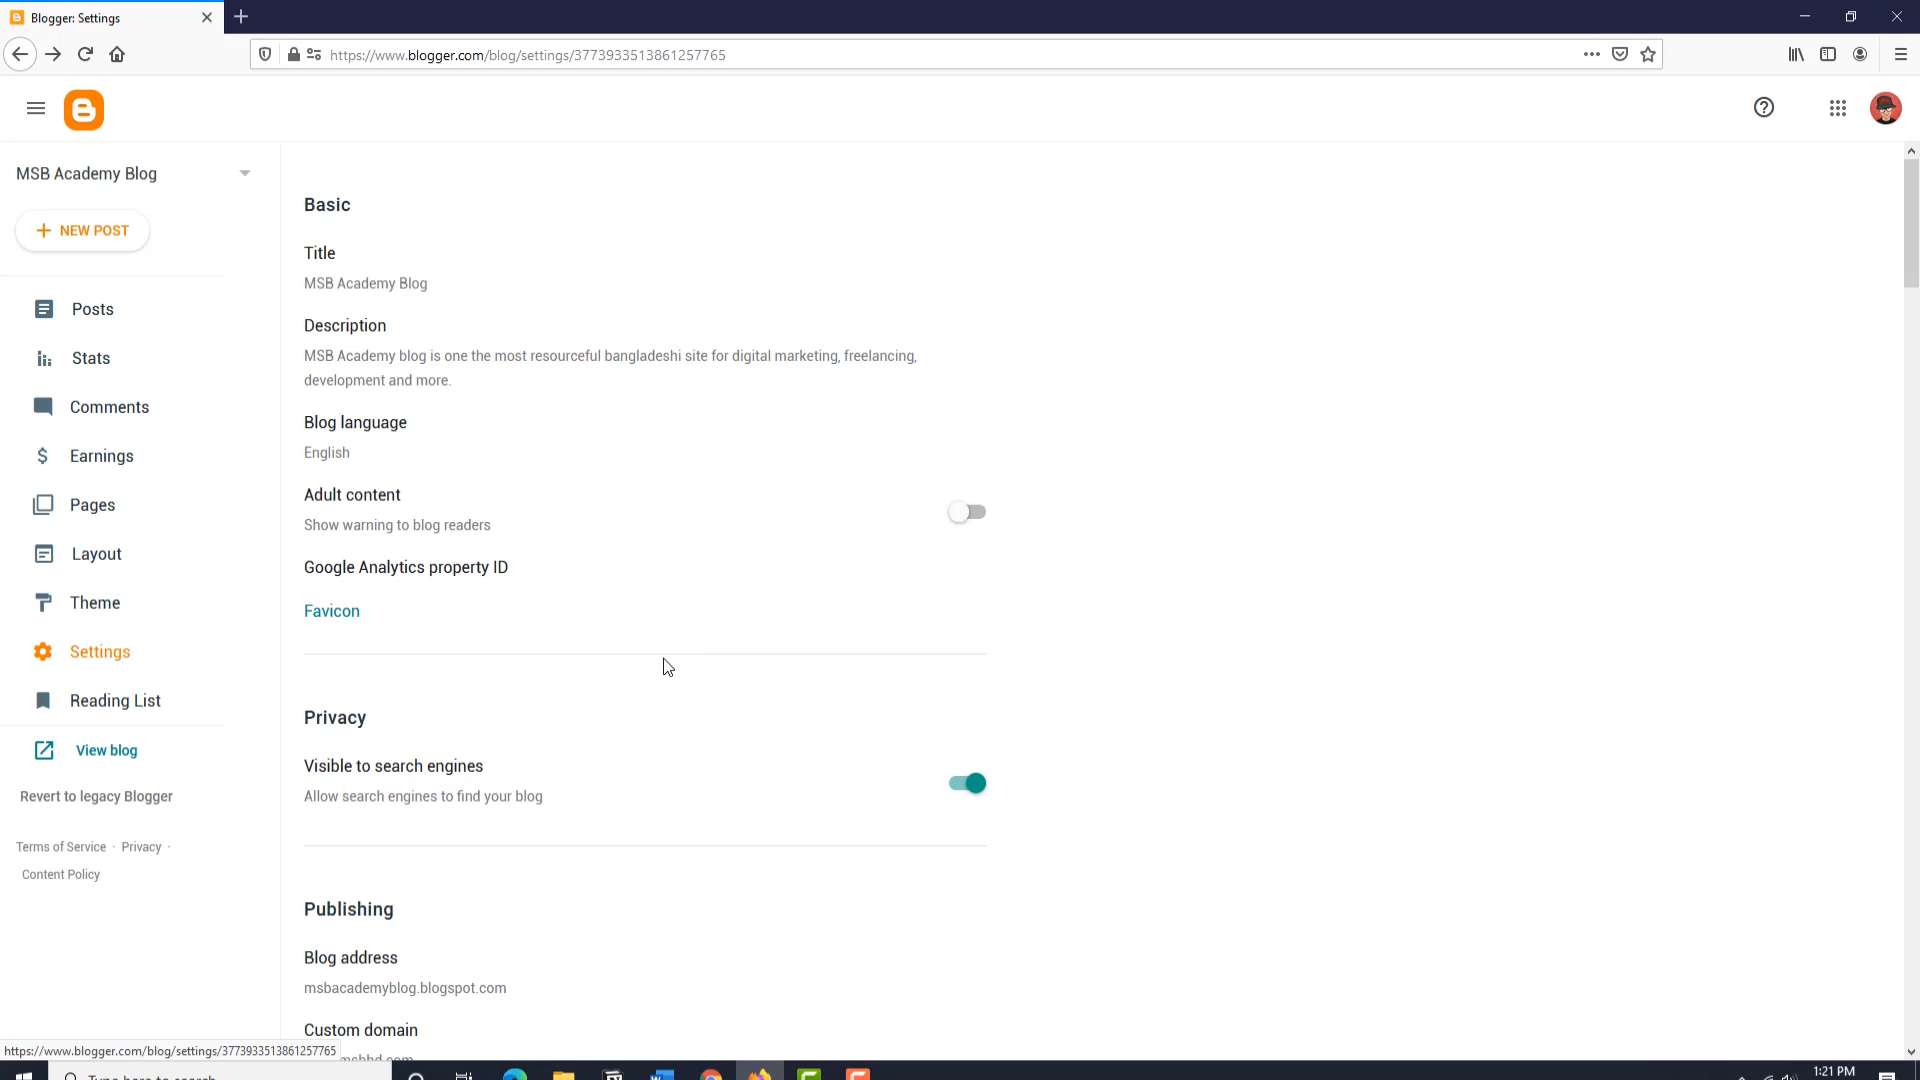 Blogger: Settings
https://www.blogger.com/blog/settings/3773933513861257765
MSB Academy Blog
NEW POST
Posts
Stats
Comments
Earnings
Pages
Layout
Theme
Settings
Reading List
View blog
Revert to legacy Blogger
Terms of Service · Privacy ·
Content Policy
Basic
Title
MSB Academy Blog
Description
MSB Academy blog is one the most resourceful bangladeshi site for digital marketing, freelancing,
development and more.
Blog language
English
Adult content
Show warning to blog readers
Google Analytics property ID
Favicon
Privacy
Visible to search engines
Allow search engines to find your blog
Publishing
Blog address
msbacademyblog.blogspot.com
Custom domain
https://www.blogger.com/blog/settings/3773933513861257765
Type here to search
1:21 PM